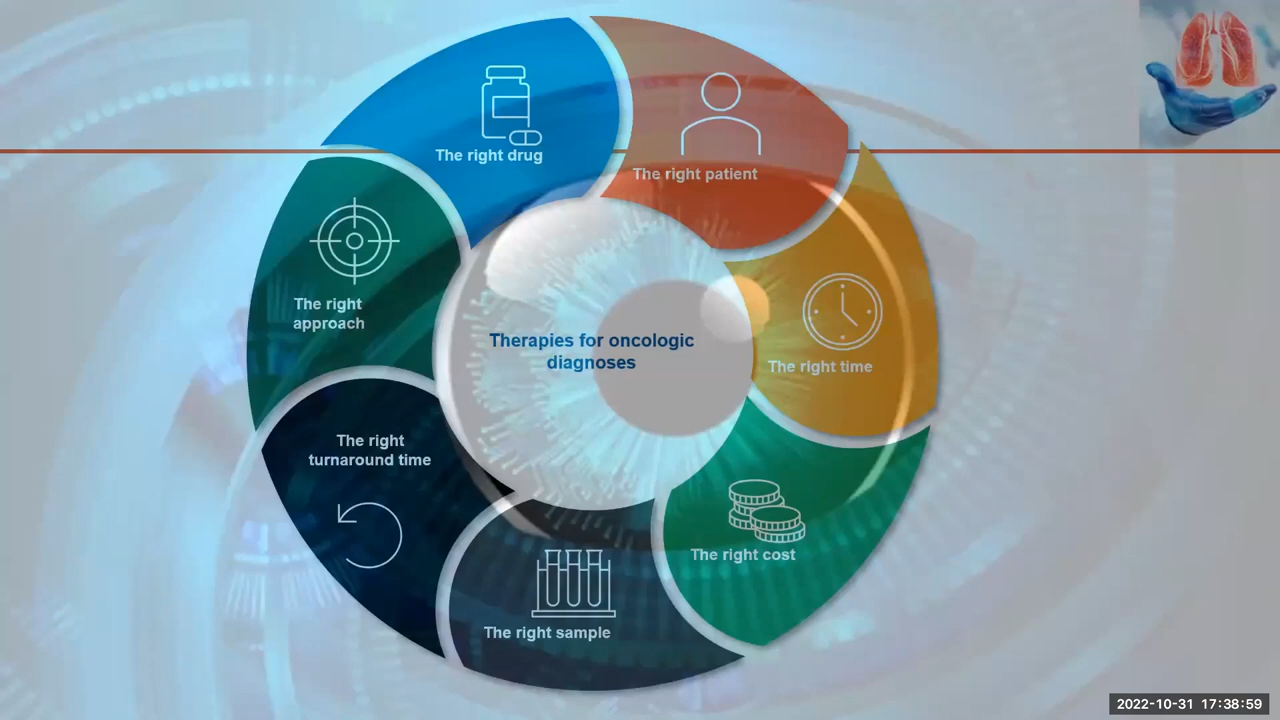 The right drug
The right patient
The right
approach
Therapies for oncologic
diagnoses
The right time
The right
turnaround time
The right cost
The right sample
2022-10-31 17:38:59